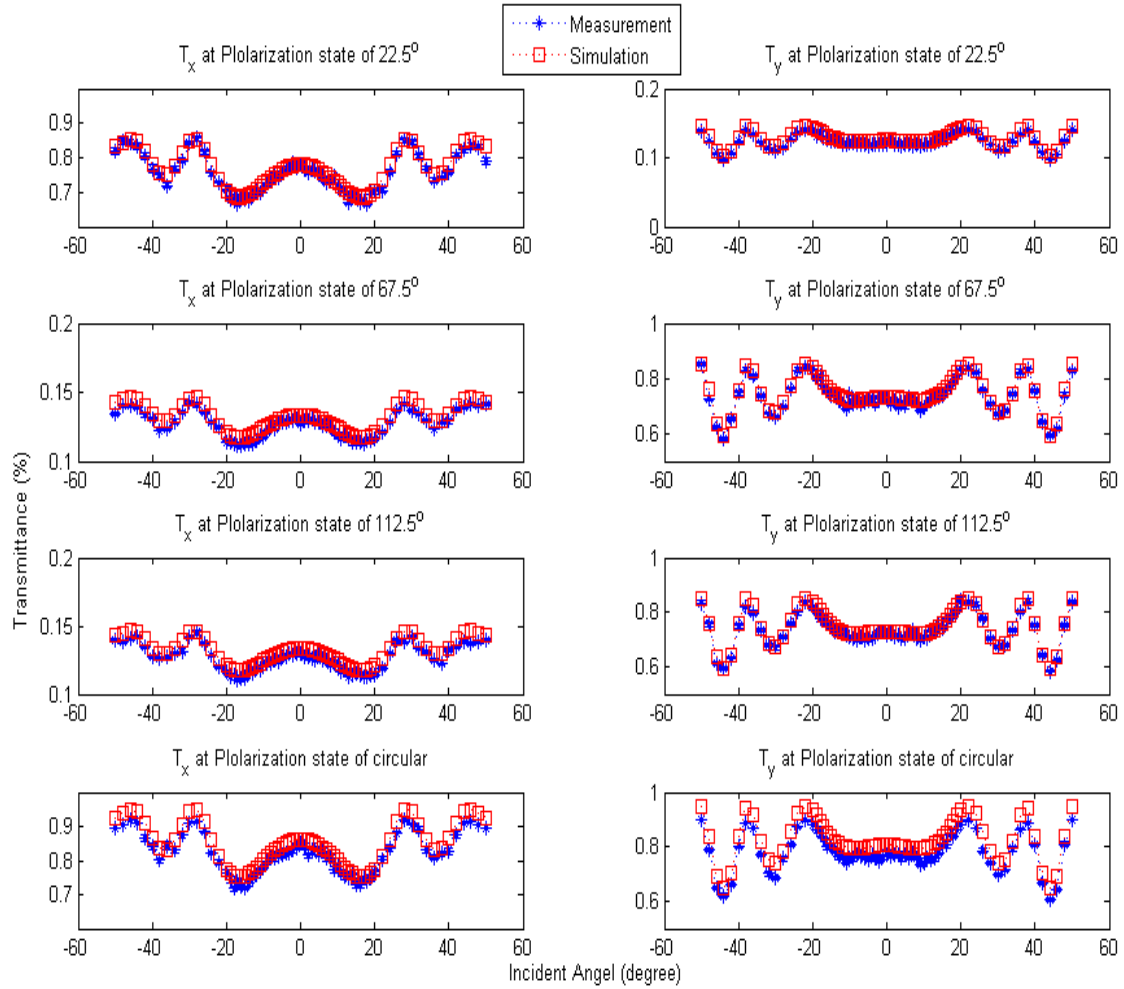 Measurement
Simulation
T_x at Plolarization state of 22.5°
0.9
0.8
0.7
-60 -40 -20 0 20 40 60
T_y at Plolarization state of 22.5°
0.2
0.1
0
-60 -40 -20 0 20 40 60
T_x at Plolarization state of 67.5°
0.2
0.15
0.1
-60 -40 -20 0 20 40 60
T_y at Plolarization state of 67.5°
1
0.8
0.6
-60 -40 -20 0 20 40 60
Transmittance (%)
T_x at Plolarization state of 112.5°
0.2
0.15
0.1
-60 -40 -20 0 20 40 60
T_y at Plolarization state of 112.5°
1
0.8
0.6
-60 -40 -20 0 20 40 60
T_x at Plolarization state of circular
0.9
0.8
0.7
-60 -40 -20 0 20 40 60
T_y at Plolarization state of circular
1
0.8
0.6
-60 -40 -20 0 20 40 60
Incident Angel (degree)